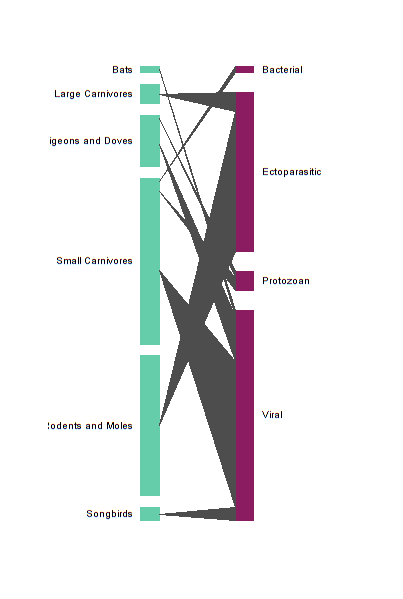 Bats
Large Carnivores
igeons and Doves
Small Carnivores
odents and Moles
Songbirds
Bacterial
Ectoparasitic
Protozoan
Viral